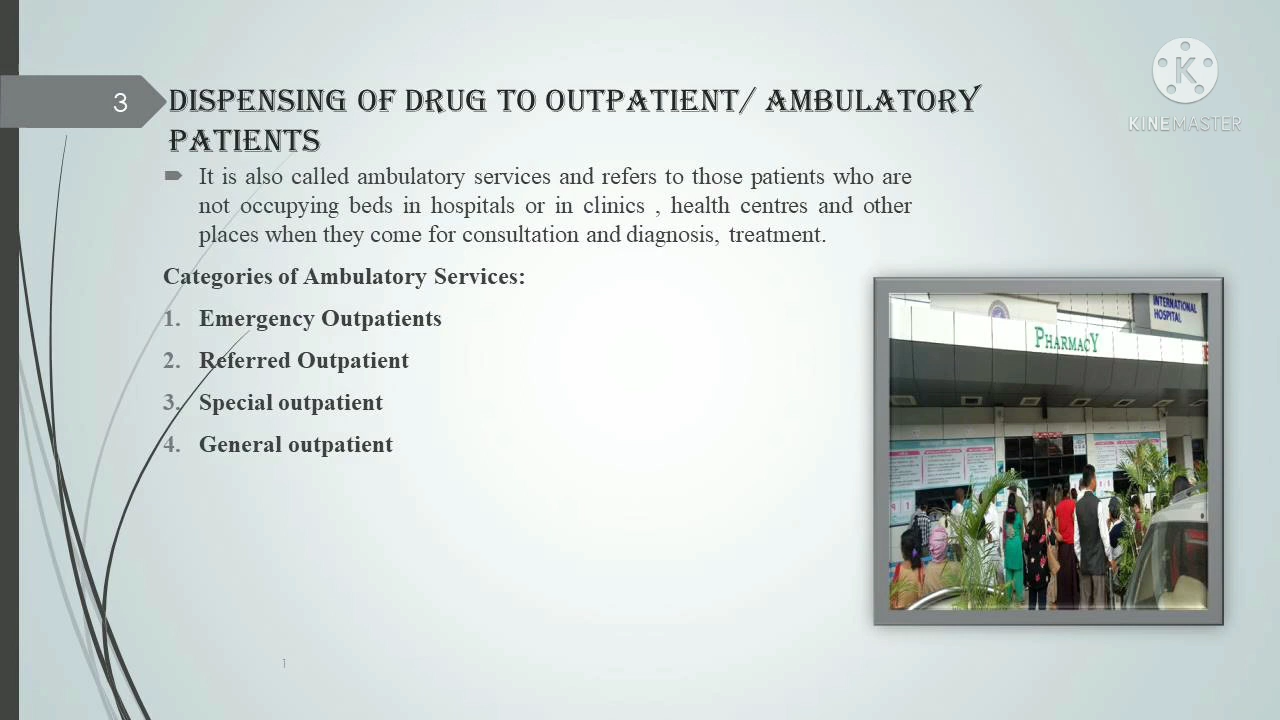 3
DISPENSING OF DRUG TO OUTPATIENT/ AMBULATORY
PATIENTS
It is also called ambulatory services and refers to those patients who are
not occupying beds in hospitals or in clinics , health centres and other
places when they come for consultation and diagnosis, treatment.
Categories of Ambulatory Services:
1. Emergency Outpatients
2. Referred Outpatient
3. Special outpatient
4. General outpatient
K
KINEMASTER
INTERNATIONAL
HOSPITAL
PHARMACY
1